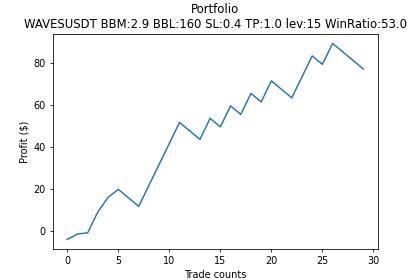 Portfolio
WAVESUSDT BBM:2.9 BBL:160 SL:0.4 TP:1.0 lev:15 WinRatio:53.0
Profit ($)
80
60
40
20
0
0 5 10 15 20 25 30
Trade counts